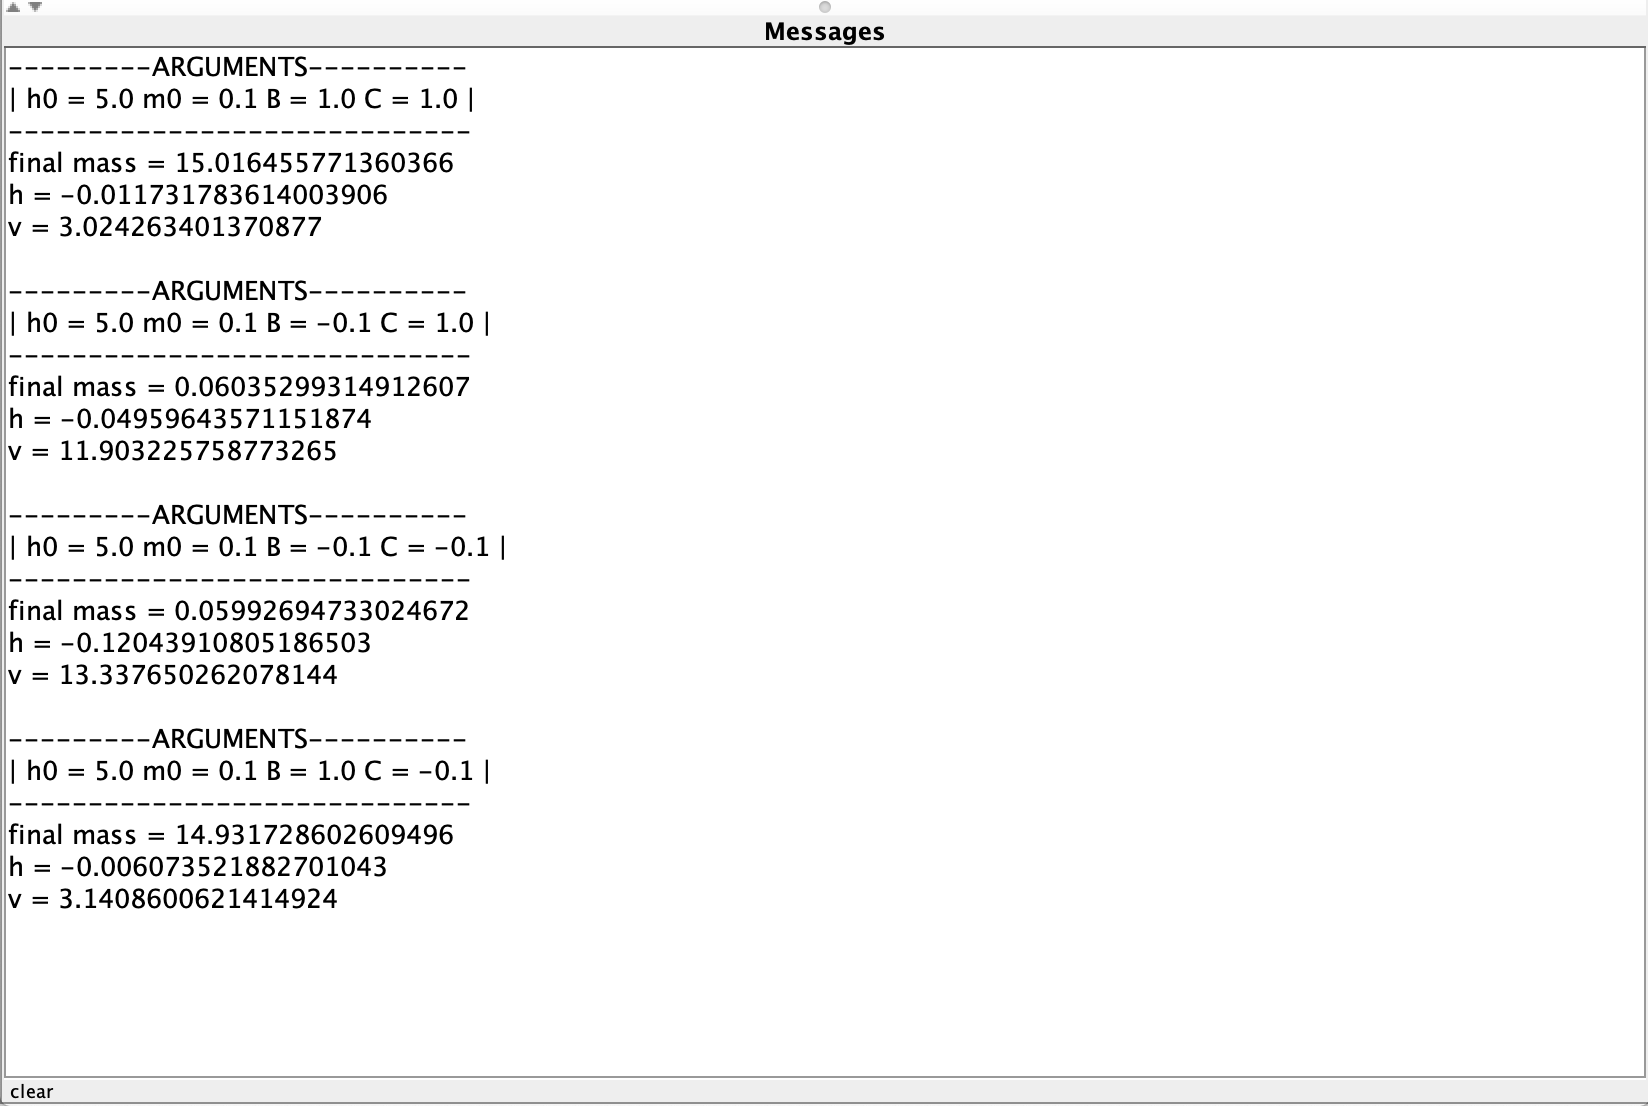 Messages
---------ARGUMENTS----------
| h0 = 5.0 m0 = 0.1 B = 1.0 C = 1.0 |
-----------------------------
final mass = 15.016455771360366
h = -0.011731783614003906
v = 3.024263401370877
---------ARGUMENTS----------
| h0 = 5.0 m0 = 0.1 B = -0.1 C = 1.0 |
-----------------------------
final mass = 0.06035299314912607
h = -0.04959643571151874
v = 11.903225758773265
---------ARGUMENTS----------
| h0 = 5.0 m0 = 0.1 B = -0.1 C = -0.1 |
-----------------------------
final mass = 0.05992694733024672
h = -0.12043910805186503
v = 13.337650262078144
---------ARGUMENTS----------
| h0 = 5.0 m0 = 0.1 B = 1.0 C = -0.1 |
-----------------------------
final mass = 14.931728602609496
h = -0.006073521882701043
v = 3.1408600621414924
clear